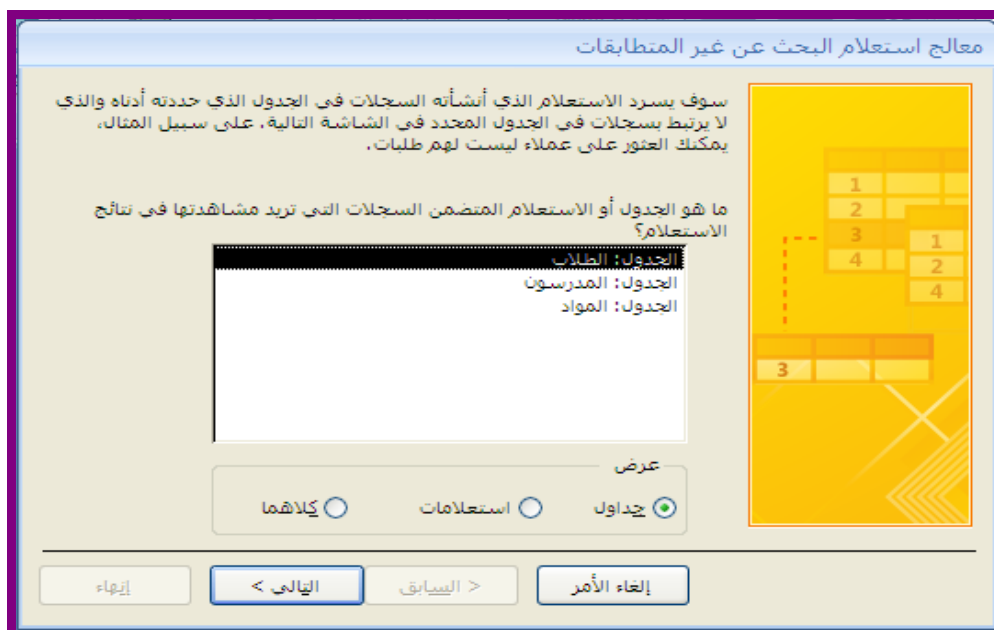 معالج استعلام البحث عن غير المتطابقات
سوف يسرد الاستعلام الذي أنشأته السجلات في الجدول الذي حددته أدناه والذي
لا يرتبط بسجلات في الجدول المحدد في الشاشة التالية. على سبيل المثال،
يمكنك العثور على عملاء ليست لهم طلبات.
ما هو الجدول أو الاستعلام المتضمن السجلات التي تريد مشاهدتها في نتائج
الاستعلام؟
الجدول: الطلاب
الجدول: المدرسون
الجدول: المواد
عرض
جداول استعلامات كلاهما
إلغاء الأمر < السابق التالي > إنهاء
1
2
3
4
1
2
4
3